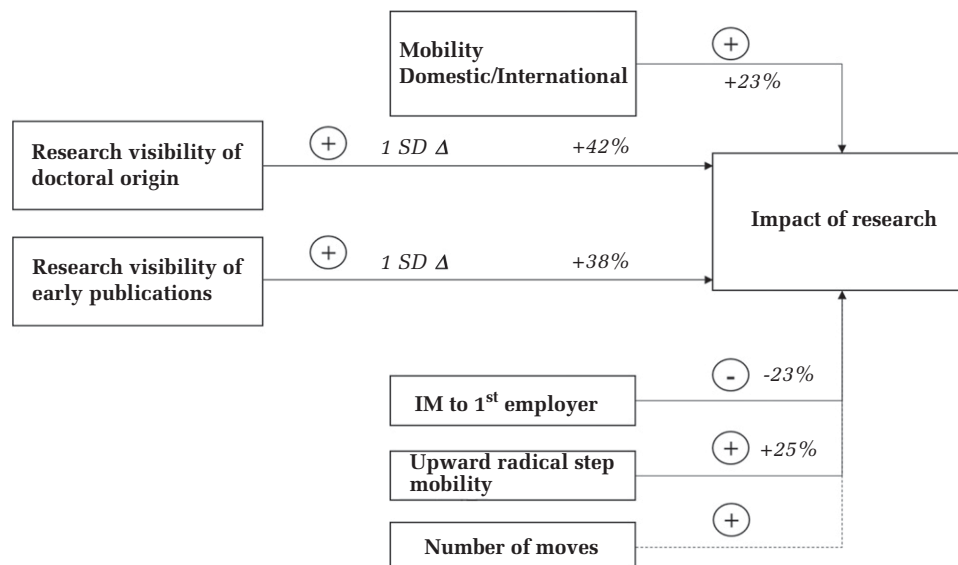 Mobility
Domestic/International
+
+23%
Research visibility of
doctoral origin
+
1 SD Δ
+42%
Impact of research
Research visibility of
early publications
+
1 SD Δ
+38%
IM to 1st employer
-
-23%
Upward radical step
mobility
+
+25%
Number of moves
+